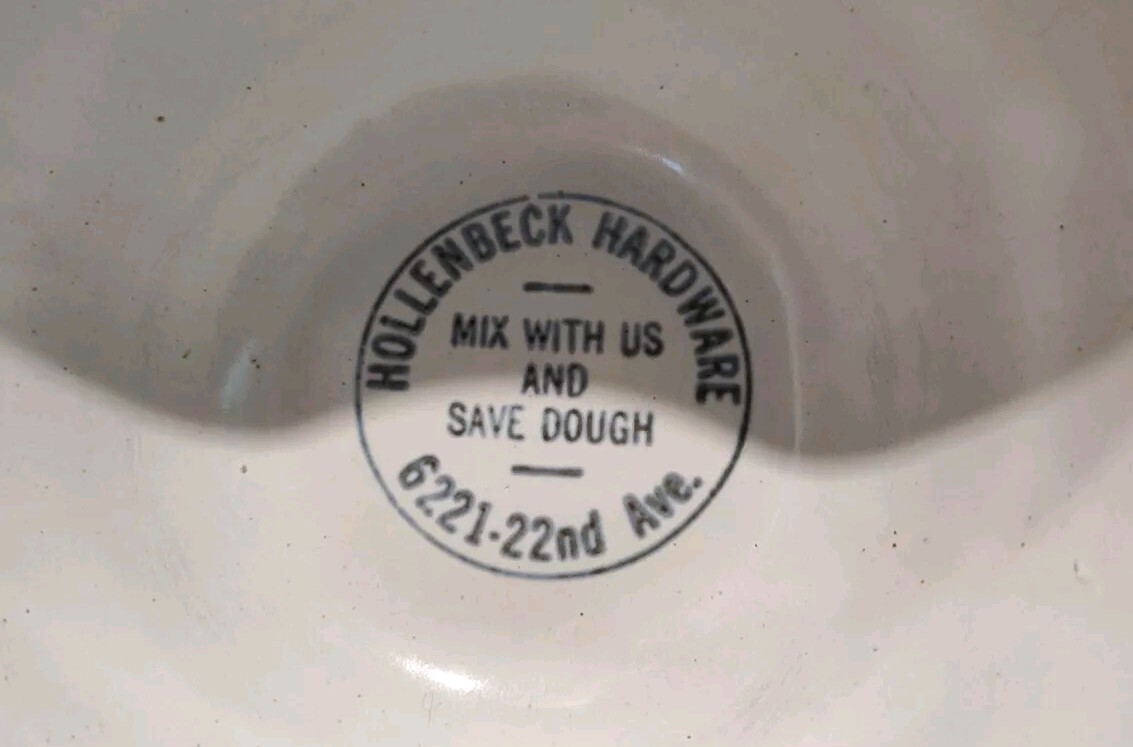 HOLLENBECK HARDWARE
MIX WITH US
AND
SAVE DOUGH
6221-22nd Ave.